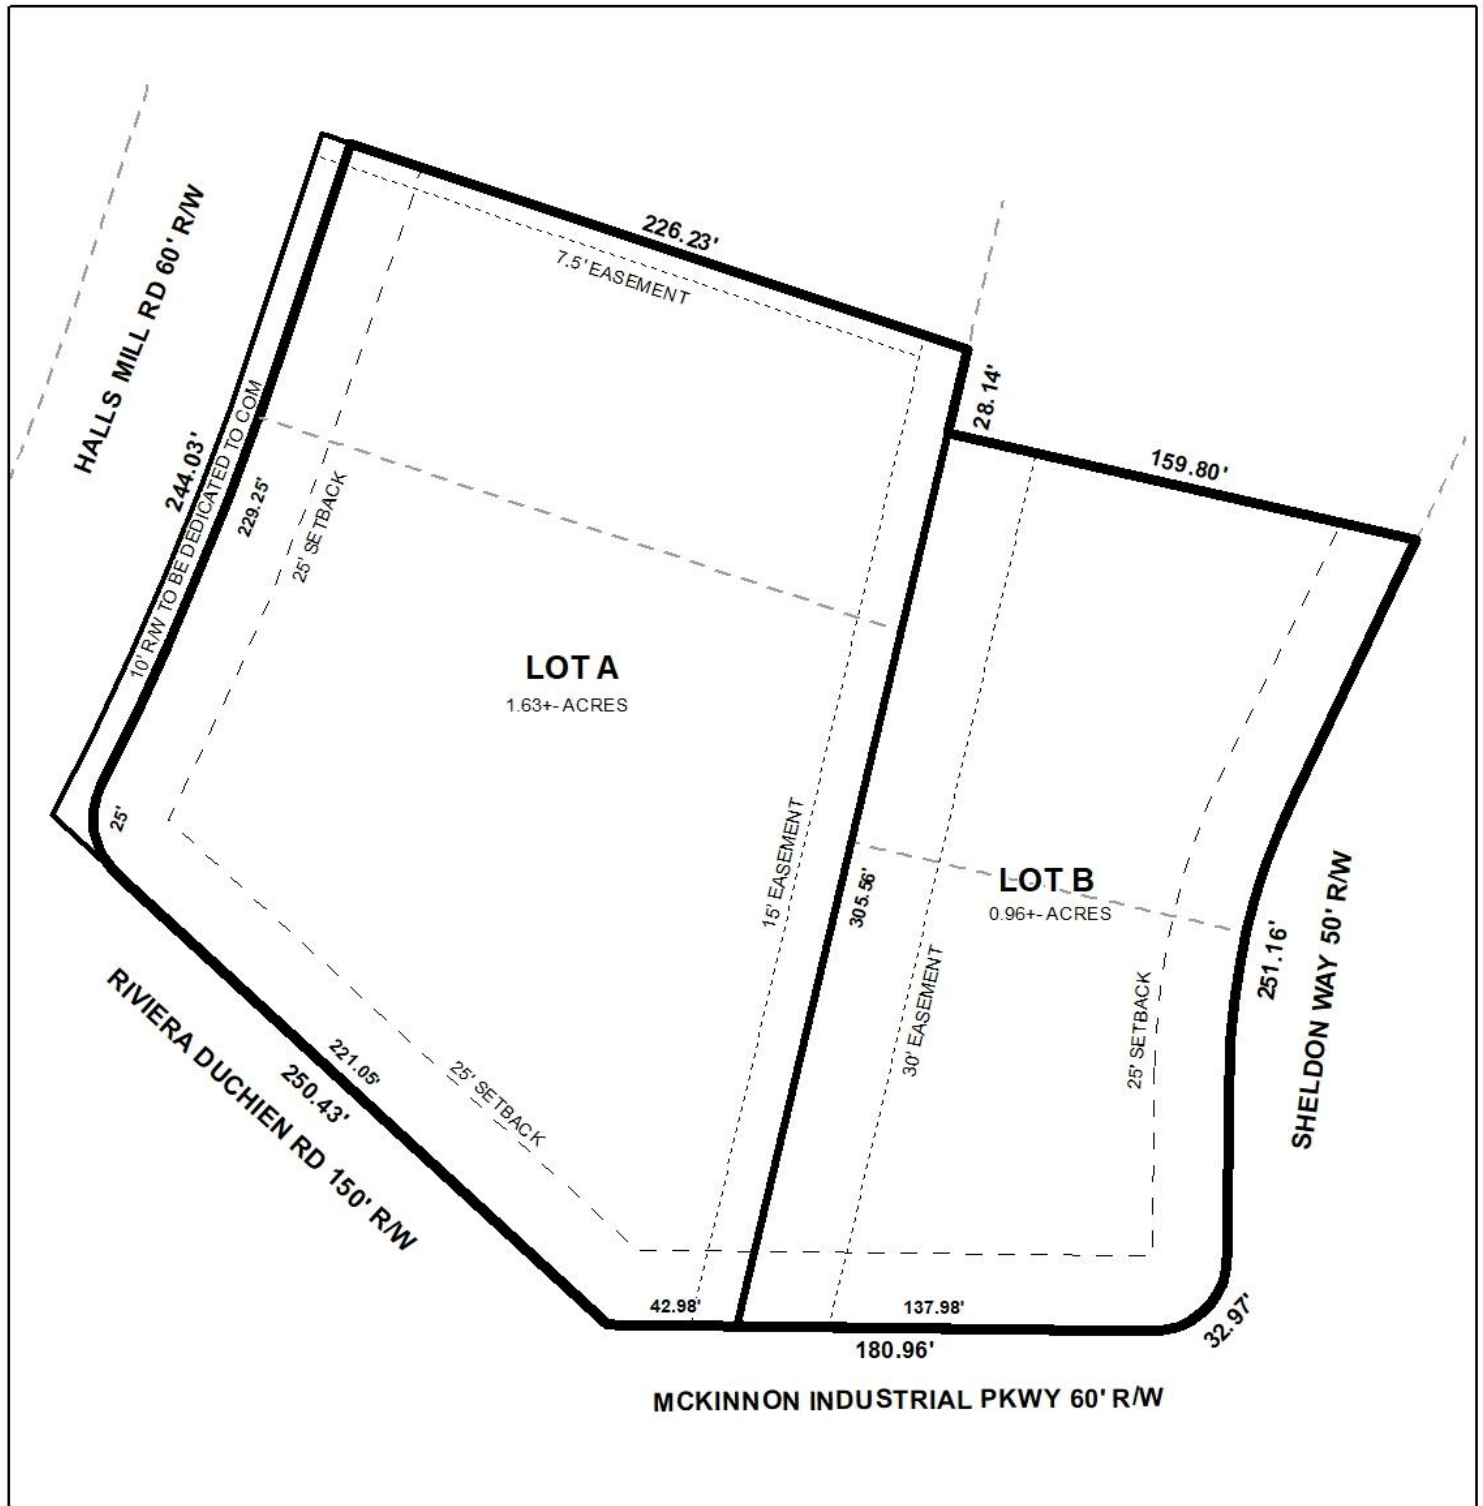 226.23'
7.5' EASEMENT
HALLS MILL RD 60' R/W
28.14'
159.80'
244.03'
10' R/W TO BE DEDICATED TO COM
229.25'
25' SETBACK
LOT A
1.63+- ACRES
25'
15' EASEMENT
305.56'
LOT B
0.96+- ACRES
30' EASEMENT
25' SETBACK
251.16'
SHELDON WAY 50' R/W
221.05'
250.43'
25' SETBACK
RIVIERA DUCHIEN RD 150' R/W
42.98'
137.98'
32.97'
180.96'
MCKINNON INDUSTRIAL PKWY 60' R/W